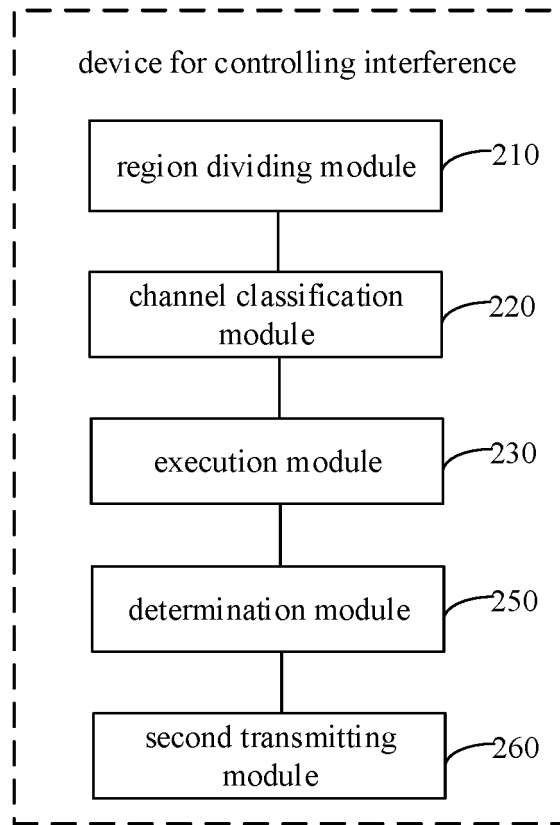 device for controlling interference
region dividing module
210
channel classification
module
220
execution module
230
determination module
250
second transmitting
module
260